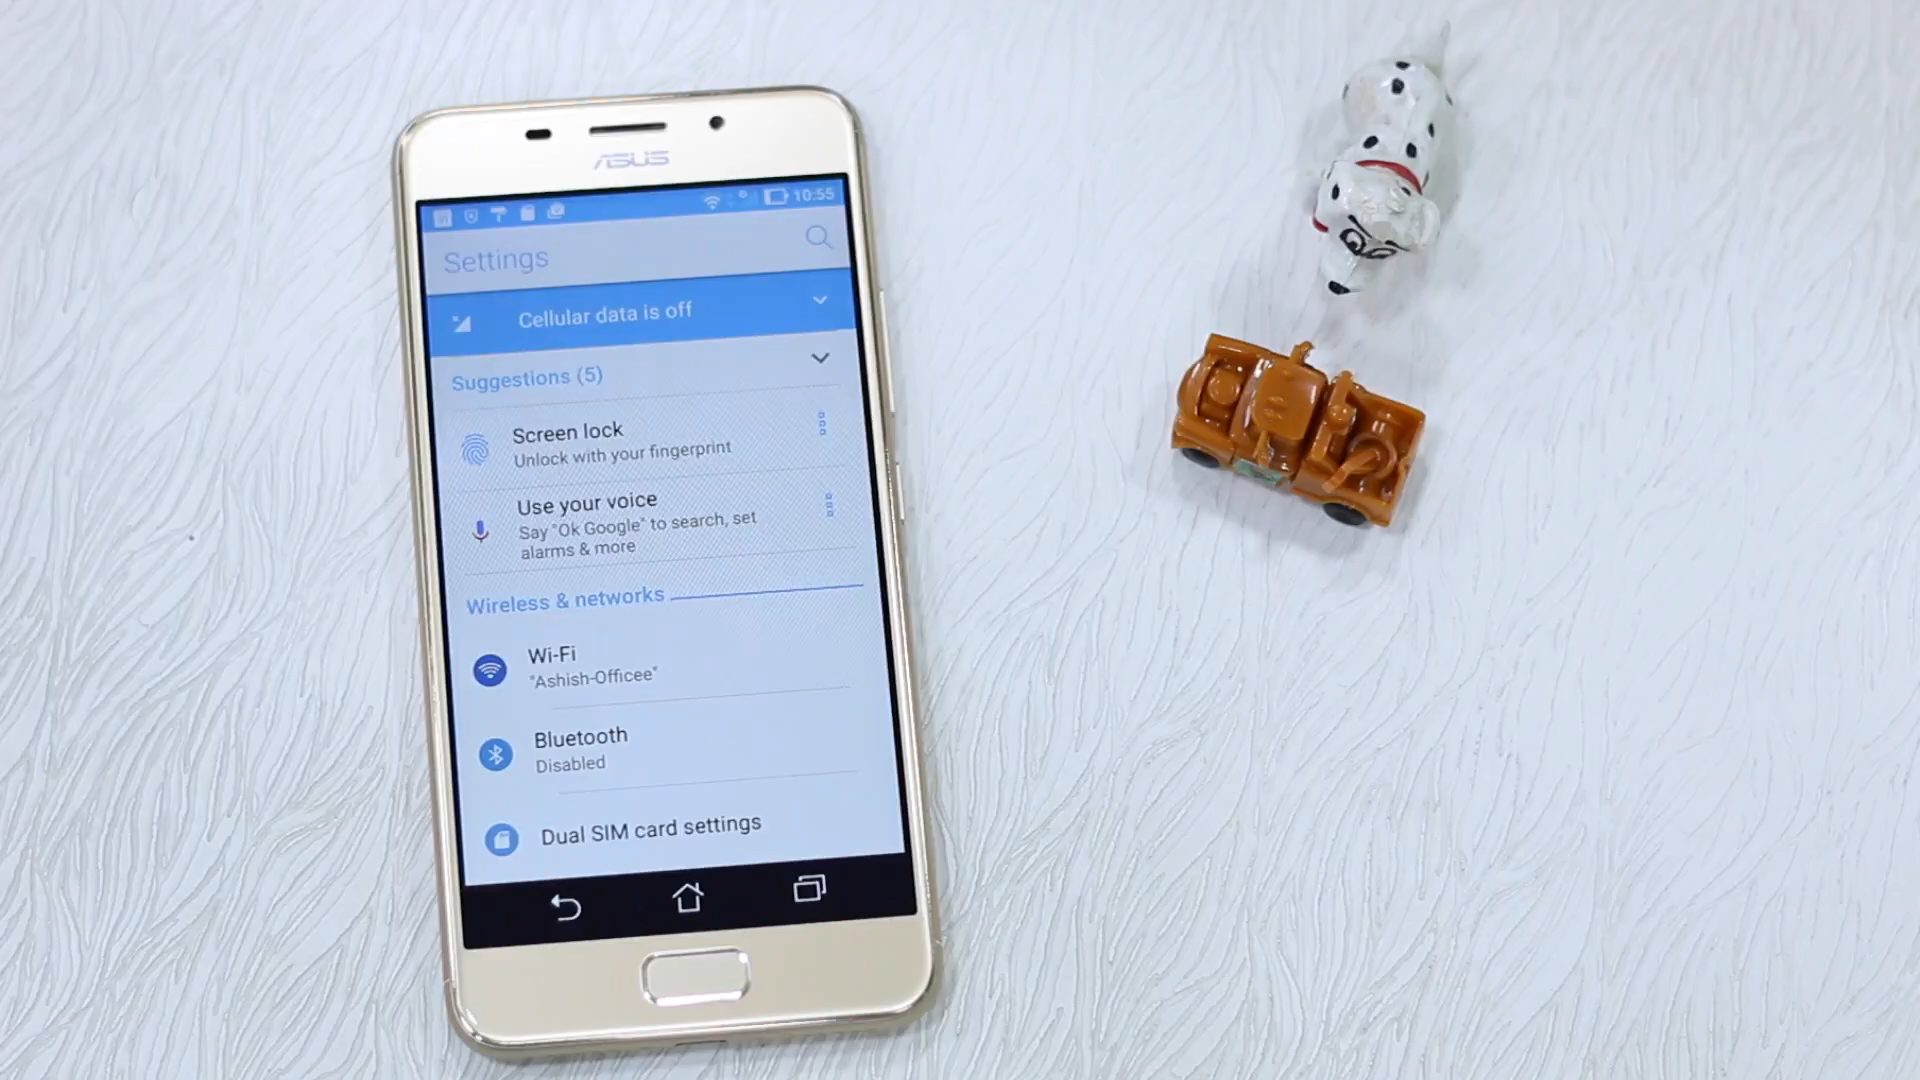 ASUS
10:55
Settings
Cellular data is off
Suggestions (5)
Screen lock
Unlock with your fingerprint
Use your voice
Say "Ok Google" to search, set
alarms & more
Wireless & networks
Wi-Fi
"Ashish-Officee"
Bluetooth
Disabled
Dual SIM card settings